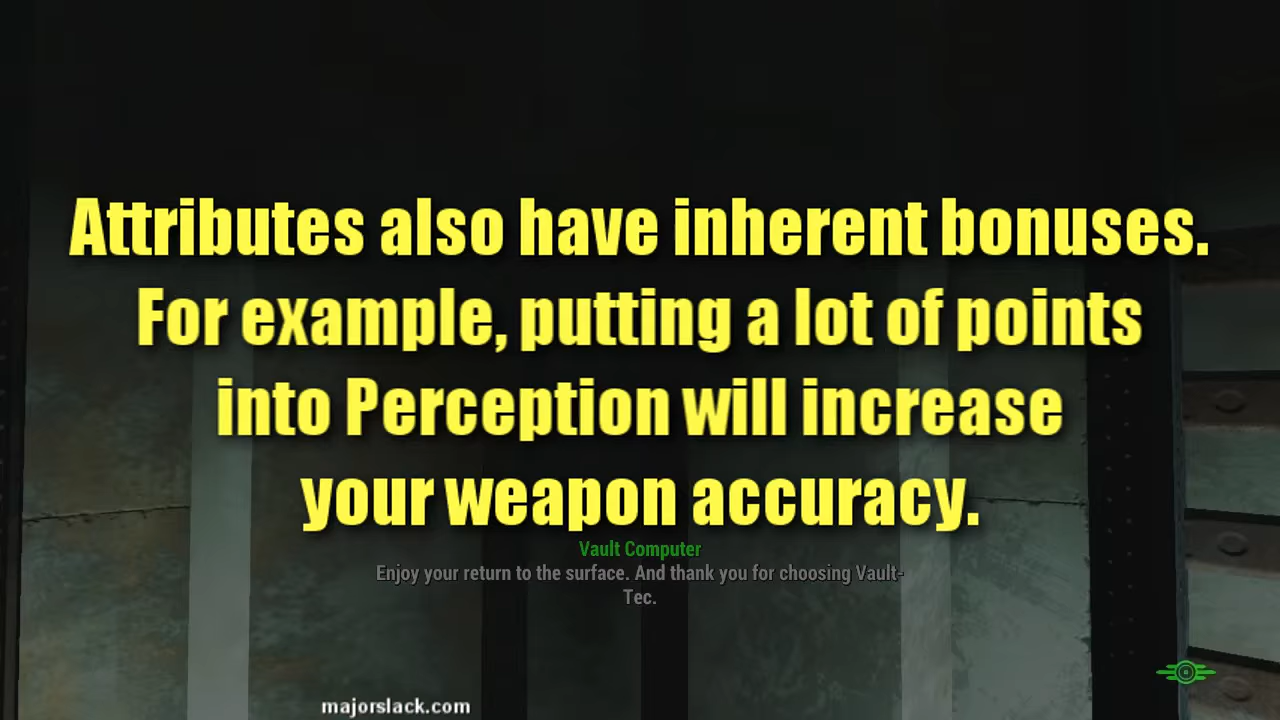 Attributes also have inherent bonuses.
For example, putting a lot of points
into Perception will increase
your weapon accuracy.
Vault Computer
Enjoy your return to the surface. And thank you for choosing Vault-
Tec.
majorslack.com